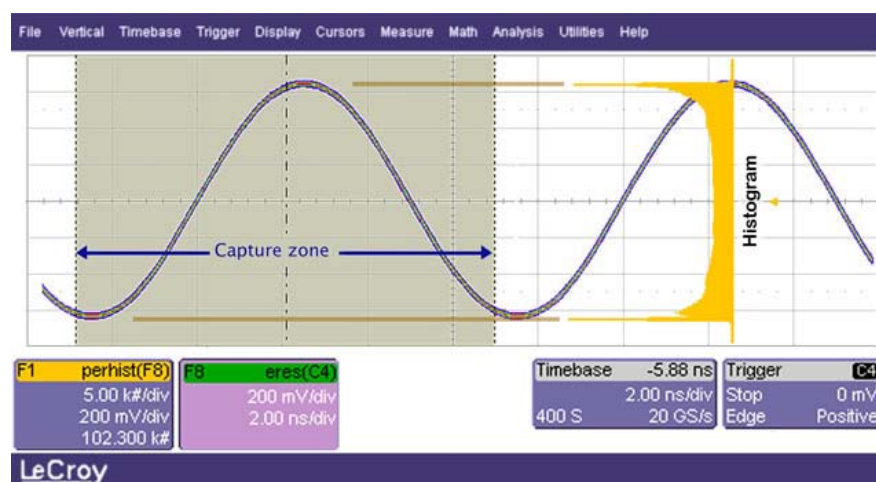 File Vertical Timebase Trigger Display Cursors Measure Math Analysis Utilities Help
Capture zone
Histogram
F1 perhist(F8)
5.00 k#/div
200 mV/div
102.300 k#
F8 eres(C4)
200 mV/div
2.00 ns/div
Timebase -5.88 ns
2.00 ns/div
400 S 20 GS/s
Trigger C4
Stop 0 mV
Edge Positive
LeCroy